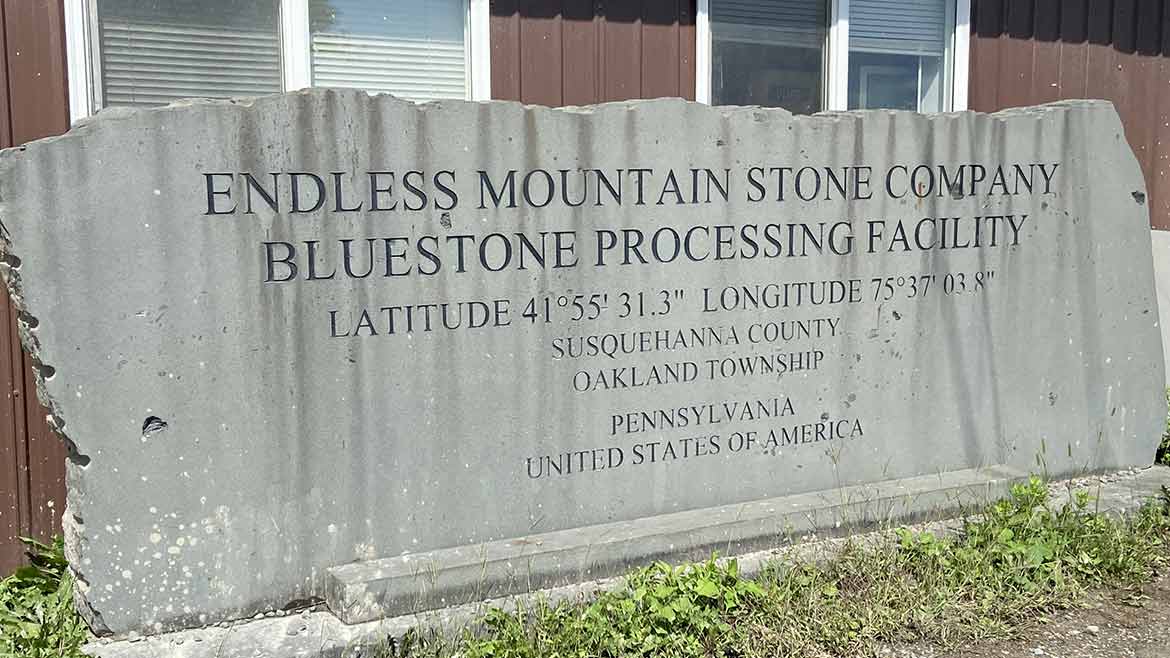 ENDLESS MOUNTAIN STONE COMPANY
BLUESTONE PROCESSING FACILITY
LATITUDE 41°55' 31.3" LONGITUDE 75°37' 03.8"
SUSQUEHANNA COUNTY
OAKLAND TOWNSHIP
PENNSYLVANIA
UNITED STATES OF AMERICA